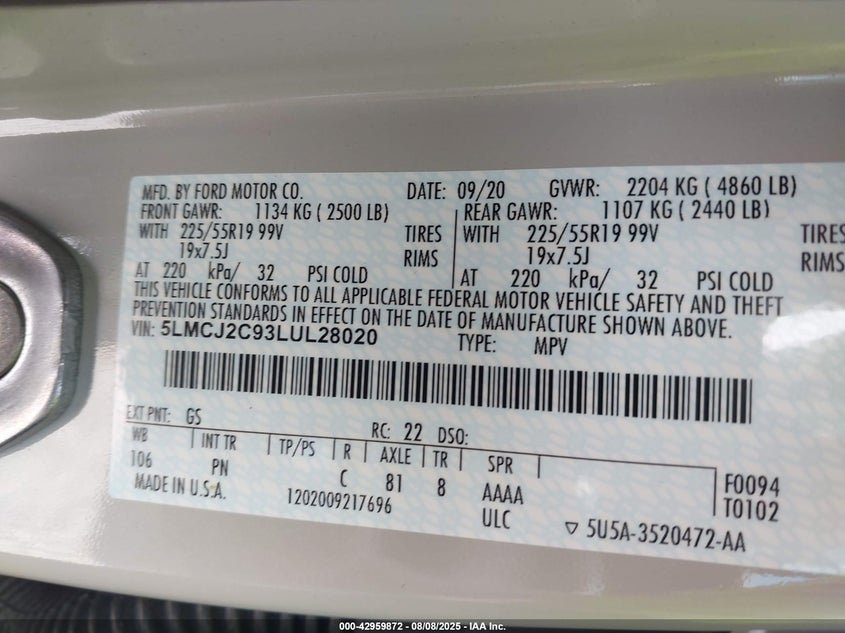 MFD. BY FORD MOTOR CO. DATE: 09/20 GVWR: 2204 KG ( 4860 LB)
FRONT GAWR: 1134 KG ( 2500 LB) REAR GAWR: 1107 KG ( 2440 LB)
WITH 225/55R19 99V TIRES WITH 225/55R19 99V TIRES
19x7.5J RIMS 19x7.5J RIMS
AT 220 kPa/ 32 PSI COLD AT 220 kPa/ 32 PSI COLD
THIS VEHICLE CONFORMS TO ALL APPLICABLE FEDERAL MOTOR VEHICLE SAFETY AND THEFT
PREVENTION STANDARDS IN EFFECT ON THE DATE OF MANUFACTURE SHOWN ABOVE.
VIN: 5LMCJ2C93LUL28020 TYPE: MPV
EXT PNT: GS RC: 22 DSO:
WB INT TR TP/PS R AXLE TR SPR
106 PN C 81 8 AAAA F0094
MADE IN U.S.A. 1202009217696 ULC T0102
5U5A-3520472-AA
000-42959872 - 08/08/2025 - IAA Inc.